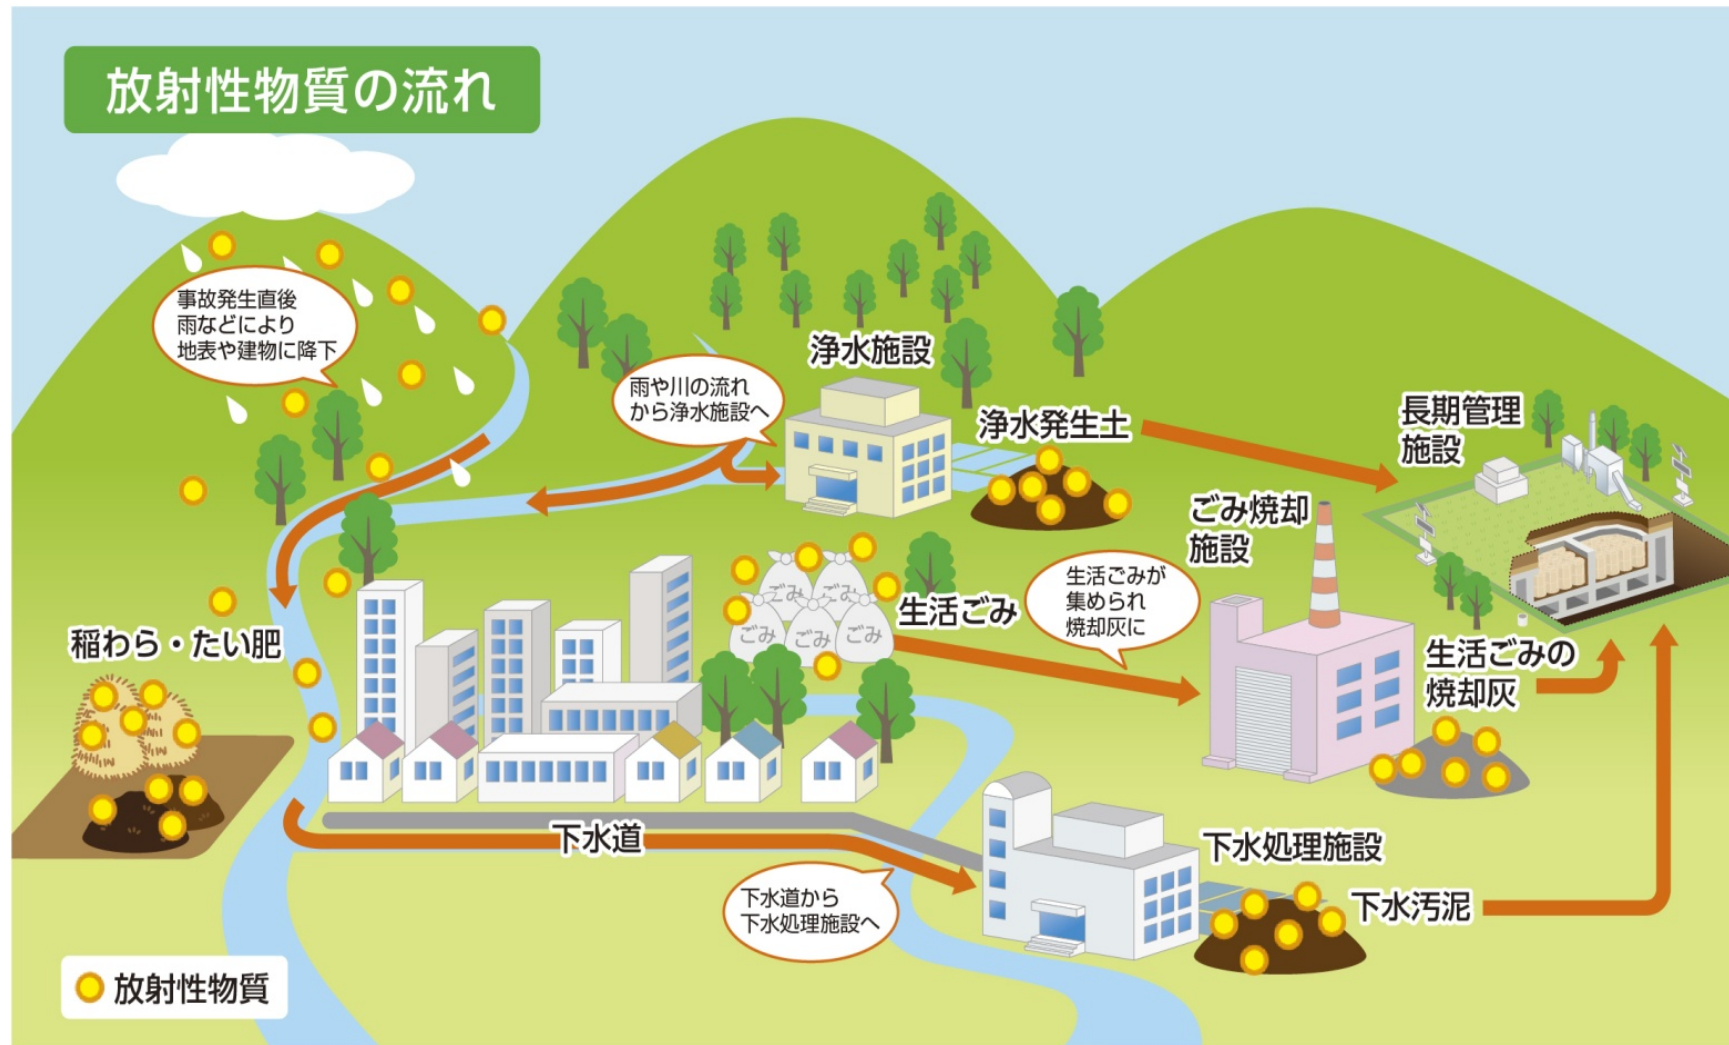 放射性物質の流れ
事故発生直後
雨などにより
地表や建物に降下
雨や川の流れ
から浄水施設へ
浄水施設
浄水発生土
長期管理
施設
ごみ焼却
施設
生活ごみが
集められ
焼却灰に
ごみ
ごみ
ごみ
ごみ
ごみ
生活ごみ
稲わら・たい肥
生活ごみの
焼却灰
下水道
下水処理施設
下水道から
下水処理施設へ
下水汚泥
放射性物質